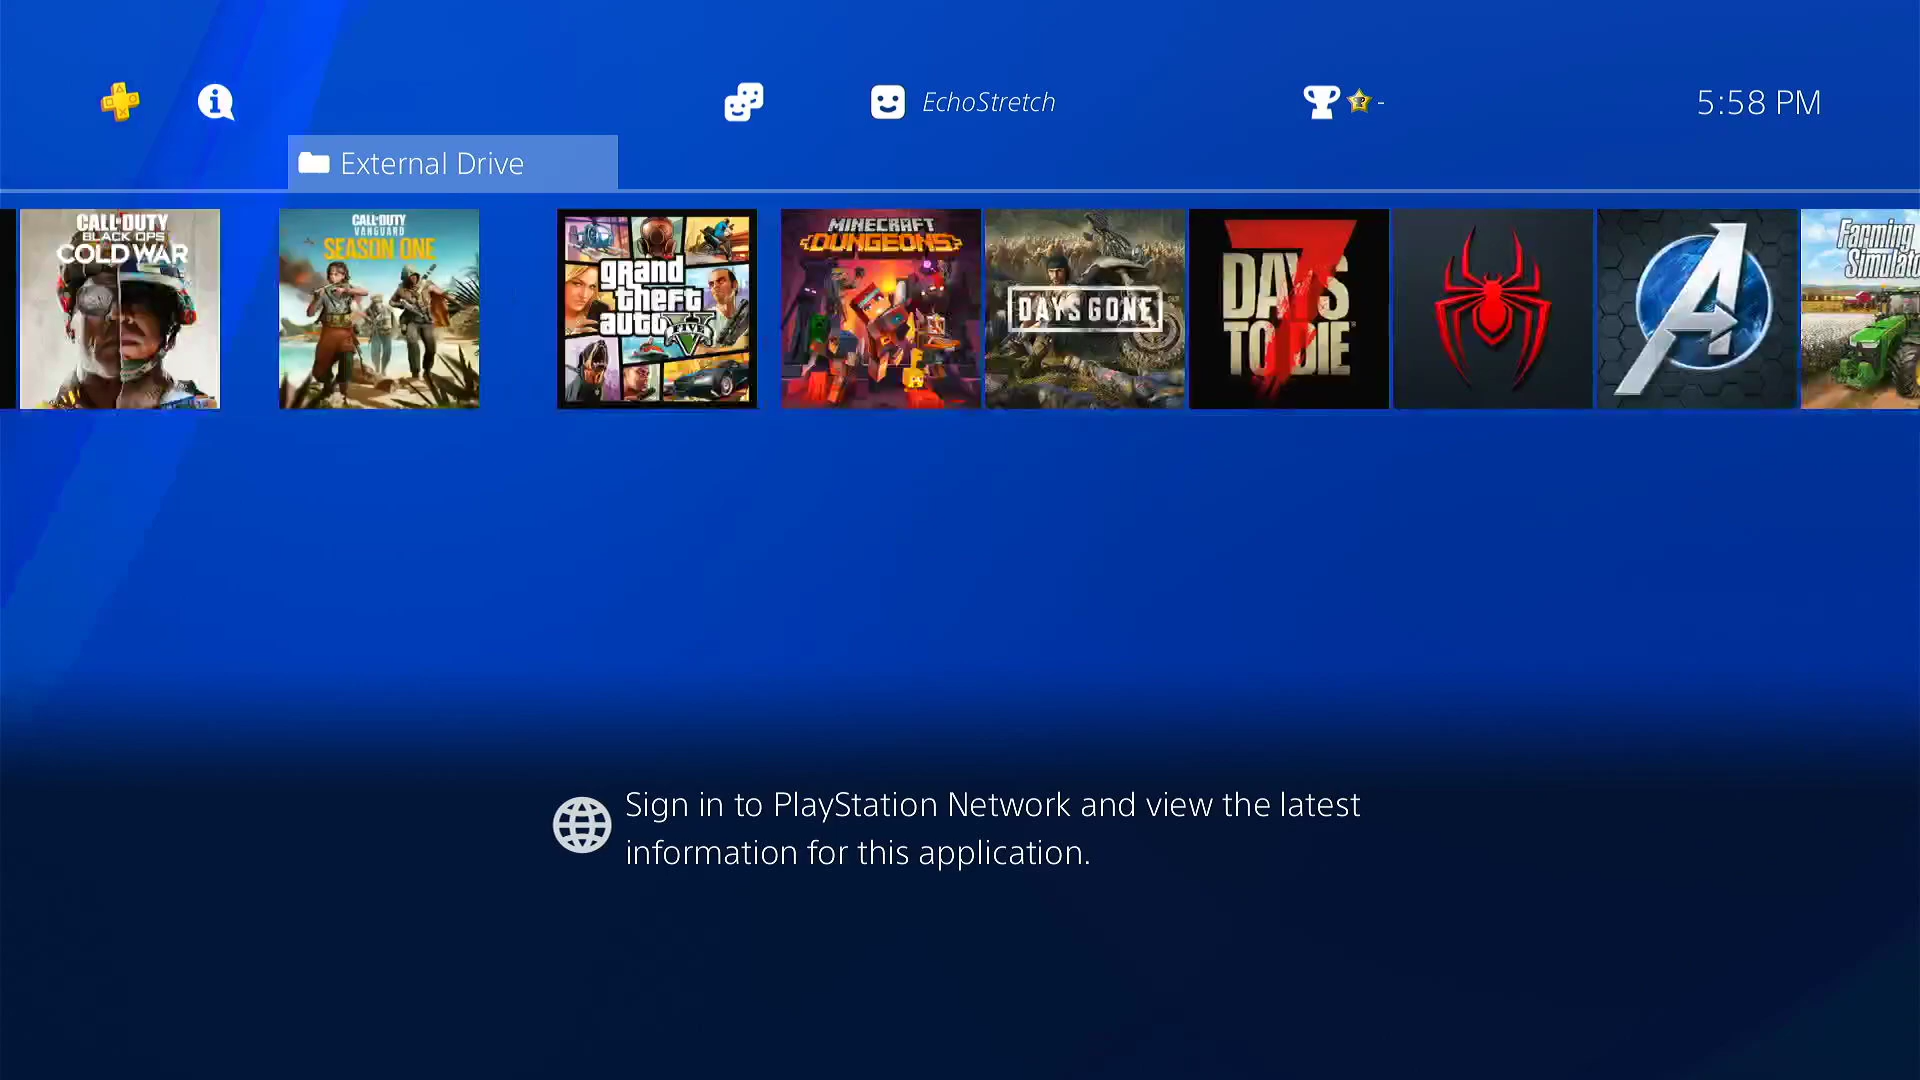 EchoStretch
-
5:58 PM
External Drive
CALL OF DUTY
BLACK OPS
COLD WAR
CALL OF DUTY
VANGUARD
SEASON ONE
grand
theft
auto
V
FIVE
MINECRAFT
DUNGEONS
DAYS GONE
7
DAYS
TO DIE
A
Farming
Simulato
Sign in to PlayStation Network and view the latest
information for this application.